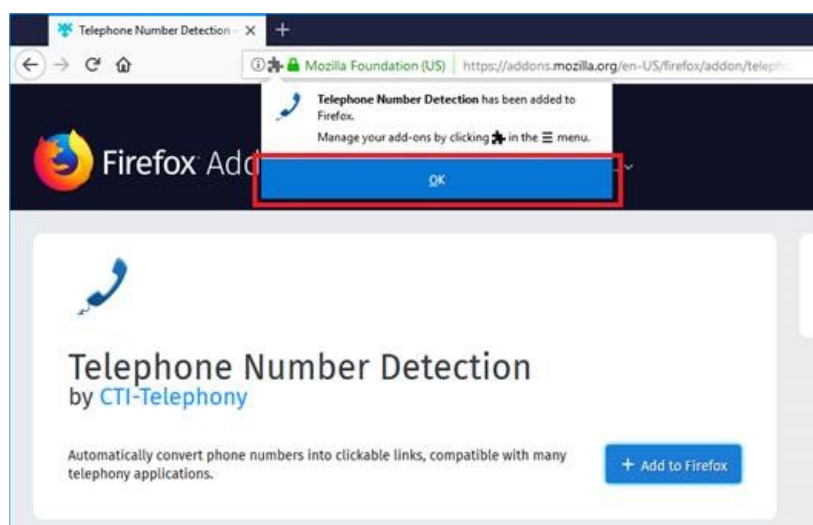 Telephone Number Detection -
Mozilla Foundation (US) https://addons.mozilla.org/en-US/firefox/addon/teleph
Telephone Number Detection has been added to
Firefox.
Manage your add-ons by clicking in the menu.
OK
Firefox Add
Telephone Number Detection
by CTI-Telephony
Automatically convert phone numbers into clickable links, compatible with many
telephony applications.
+ Add to Firefox